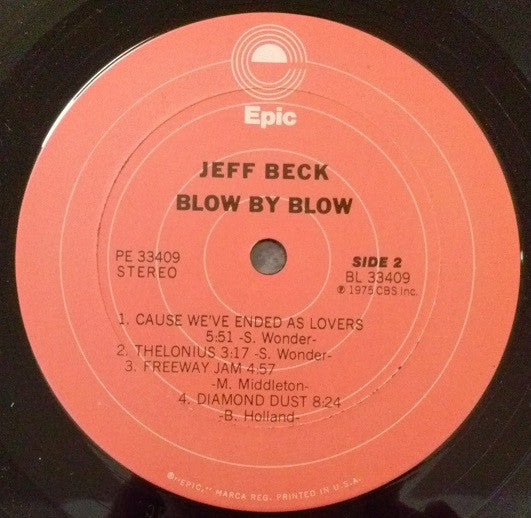 Epic
JEFF BECK
BLOW BY BLOW
PE 33409
STEREO
SIDE 2
BL 33409
℗ 1975 CBS Inc.
1. CAUSE WE'VE ENDED AS LOVERS
5:51 -S. Wonder-
2. THELONIUS 3:17 -S. Wonder-
3. FREEWAY JAM 4:57
-M. Middleton-
4. DIAMOND DUST 8:24
-B. Holland-
®"EPIC," MARCA REG. PRINTED IN U.S.A.